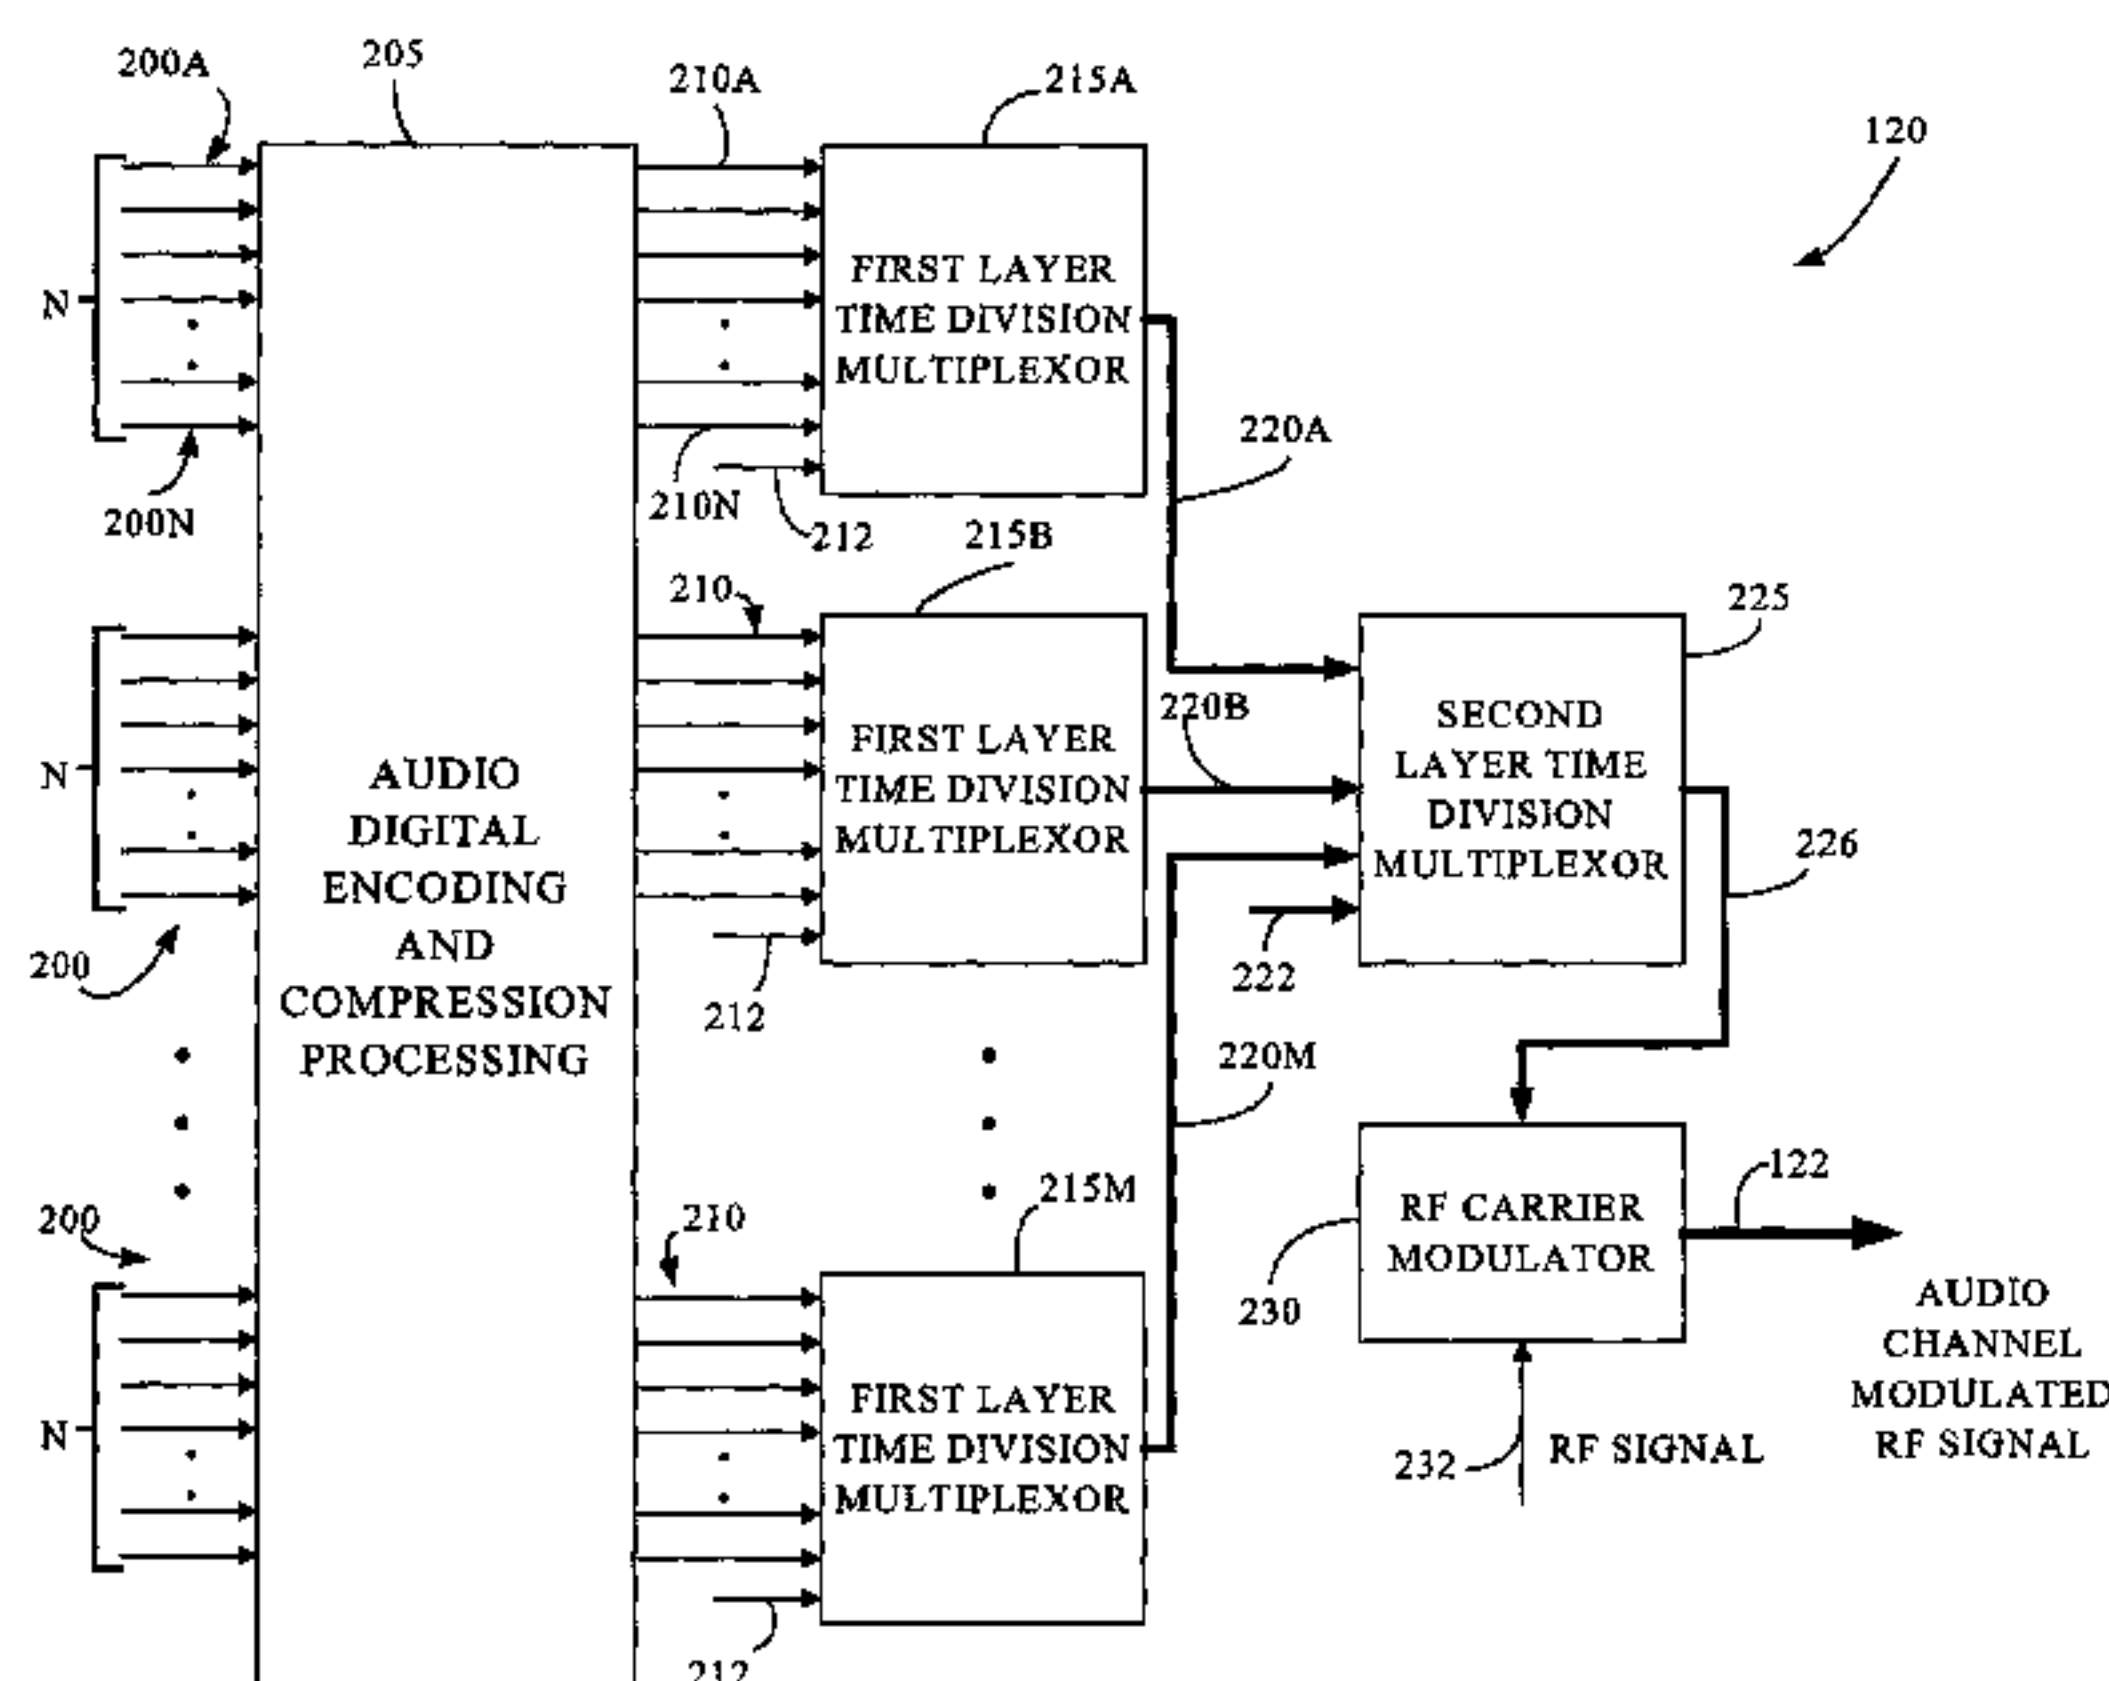 200A
205
210A
215A
120
N
FIRST LAYER
TIME DIVISION
MULTIPLEXOR
220A
200N
210N
212
215B
210
225
N
220B
FIRST LAYER
TIME DIVISION
MULTIPLEXOR
SECOND
LAYER TIME
DIVISION
MULTIPLEXOR
AUDIO
DIGITAL
ENCODING
AND
COMPRESSION
PROCESSING
226
200
222
212
220M
200
210
215M
122
RF CARRIER
MODULATOR
230
AUDIO
CHANNEL
MODULATED
RF SIGNAL
N
FIRST LAYER
TIME DIVISION
MULTIPLEXOR
232
RF SIGNAL
212